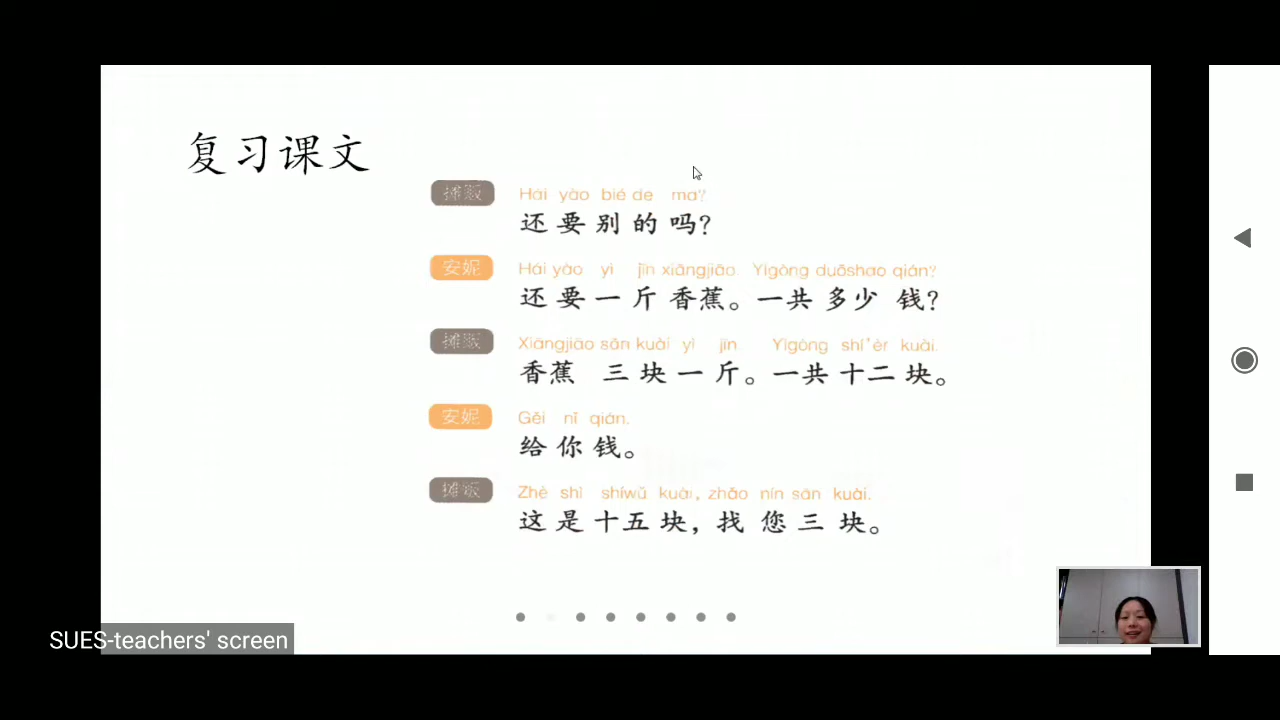 复习课文
摊贩 Hái yào bié de ma?
还要别的吗?
安妮 Hái yào yì jīn xiāngjiāo. Yígòng duōshao qián?
还要一斤香蕉。一共多少钱?
摊贩 Xiāngjiāo sān kuài yì jīn. Yígòng shí'èr kuài.
香蕉 三块一斤。一共十二块。
安妮 Gěi nǐ qián.
给你钱。
摊贩 Zhè shì shíwǔ kuài, zhǎo nín sān kuài.
这是十五块, 找您三块。
SUES-teachers' screen